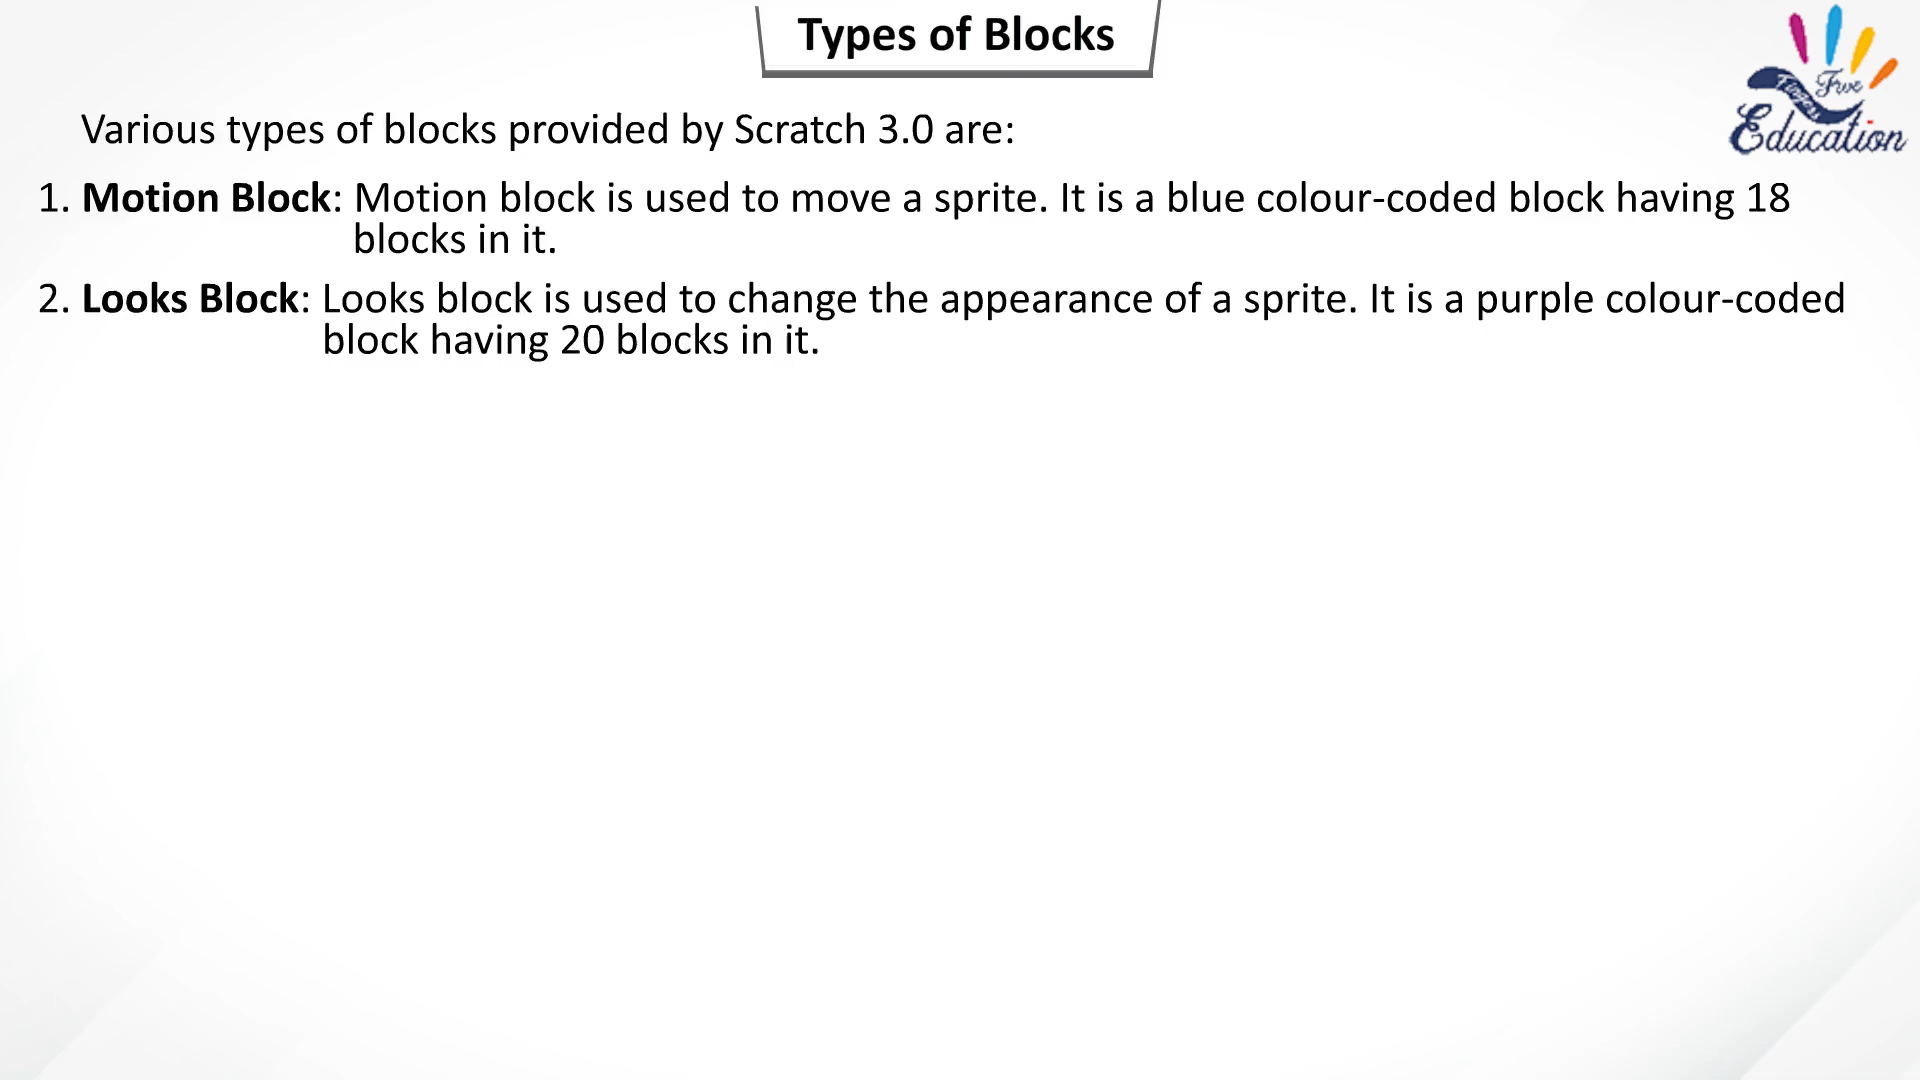 Types of Blocks
Five
Fingers
Education
Various types of blocks provided by Scratch 3.0 are:
1. Motion Block: Motion block is used to move a sprite. It is a blue colour-coded block having 18
blocks in it.
2. Looks Block: Looks block is used to change the appearance of a sprite. It is a purple colour-coded
block having 20 blocks in it.